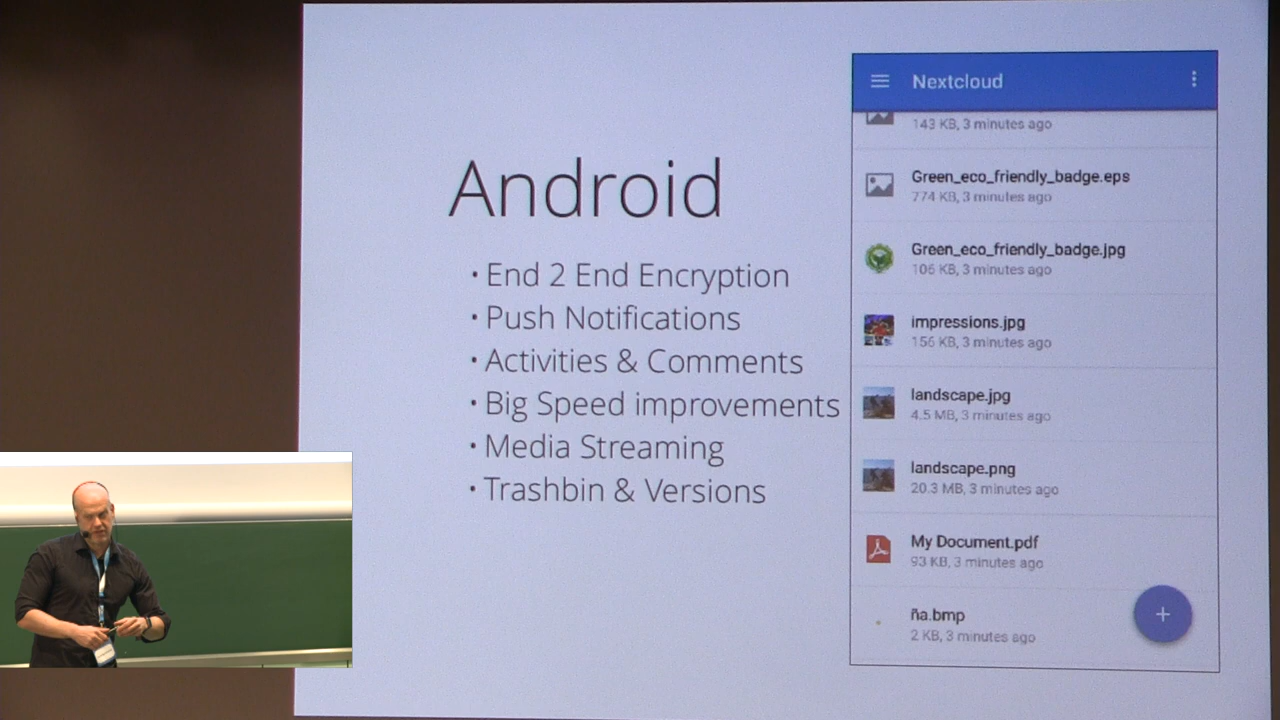 Android
• End 2 End Encryption
• Push Notifications
• Activities & Comments
• Big Speed improvements
• Media Streaming
• Trashbin & Versions
Nextcloud
143 KB, 3 minutes ago
Green_eco_friendly_badge.eps
774 KB, 3 minutes ago
Green_eco_friendly_badge.jpg
106 KB, 3 minutes ago
impressions.jpg
156 KB, 3 minutes ago
landscape.jpg
4.5 MB, 3 minutes ago
landscape.png
20.3 MB, 3 minutes ago
My Document.pdf
93 KB, 3 minutes ago
ña.bmp
2 KB, 3 minutes ago